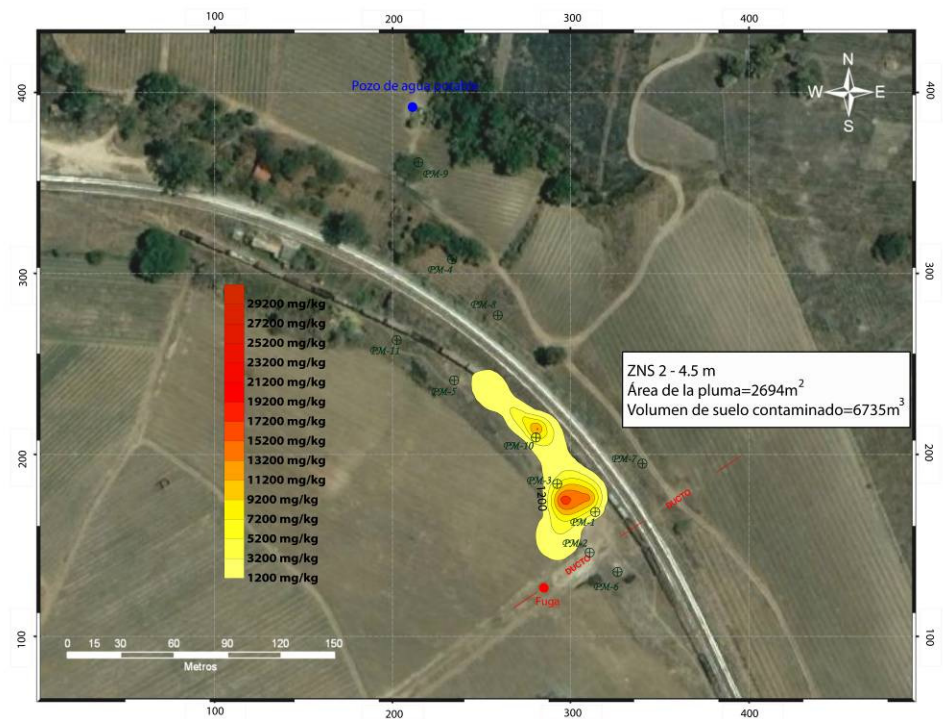 100
200
300
400
400
300
200
100
400
300
200
100
N
W
E
S
Pozo de agua potable
PM-9
PM-4
PM-8
PM-11
PM-5
29200 mg/kg
27200 mg/kg
25200 mg/kg
23200 mg/kg
21200 mg/kg
19200 mg/kg
17200 mg/kg
15200 mg/kg
13200 mg/kg
11200 mg/kg
9200 mg/kg
7200 mg/kg
5200 mg/kg
3200 mg/kg
1200 mg/kg
ZNS 2 - 4.5 m
Área de la pluma=2694m2
Volumen de suelo contaminado=6735m3
PM-10
PM-7
PM-3
1200
DUCTO
PM-1
PM-2
DUCTO
PM-6
Fuga
0 15 30 60 90 120 150
Metros
100
200
300
400